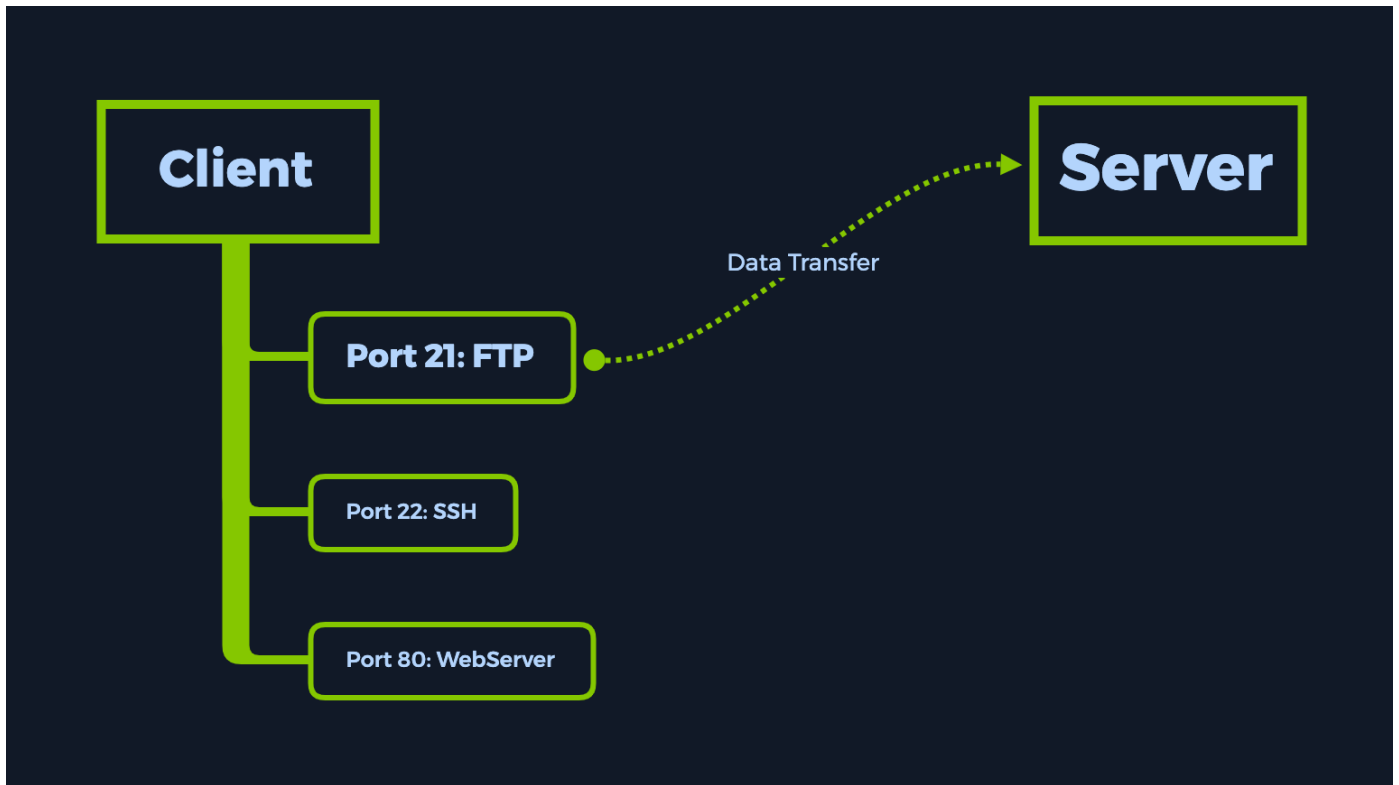 Client
Server
Data Transfer
Port 21: FTP
Port 22: SSH
Port 80: WebServer